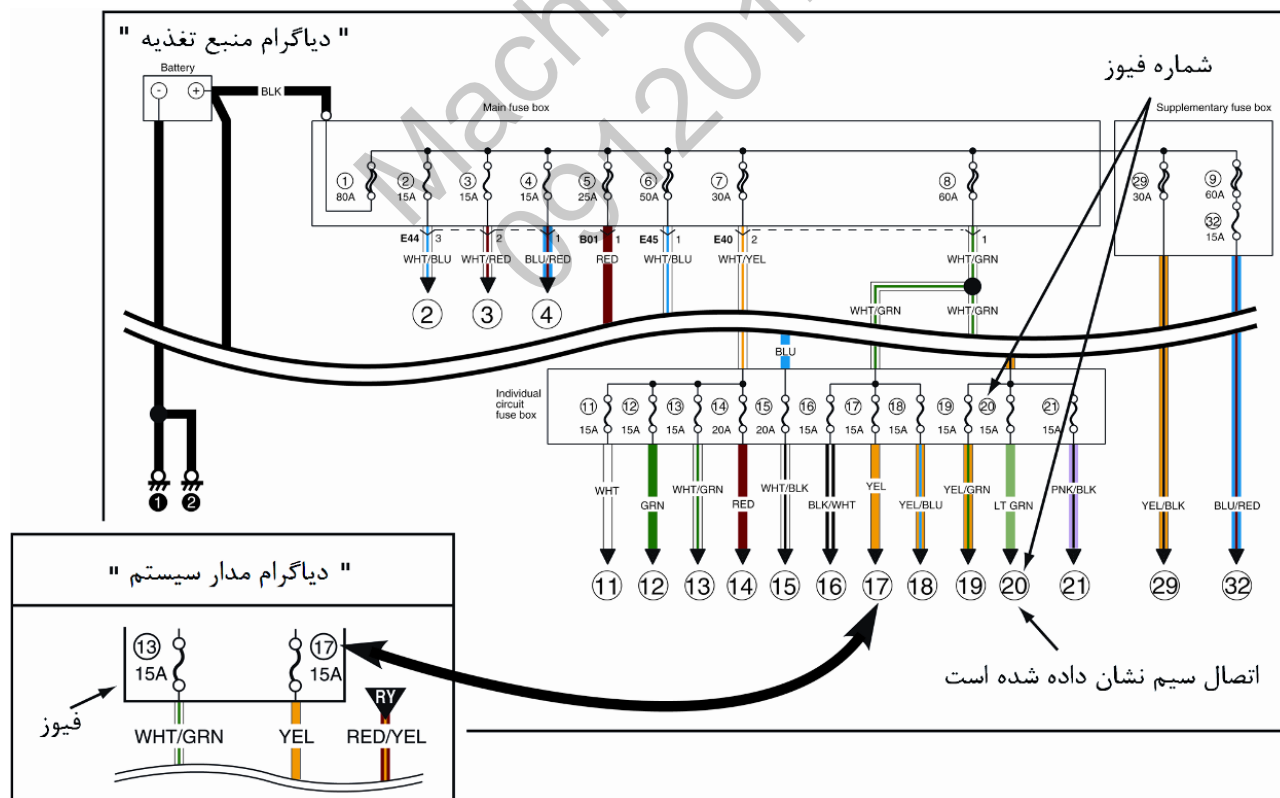 " دیاگرام منبع تغذیه "
شماره فیوز
Battery
- +
BLK
Main fuse box
Supplementary fuse box
1 2 3 4 5 6 7 8 29 9
80A 15A 15A 15A 25A 50A 30A 60A 30A 60A
32
15A
E44 3 2 1 B01 1 E45 1 E40 2 1
WHT/BLU WHT/RED BLU/RED RED WHT/BLU WHT/YEL WHT/GRN
2 3 4
WHT/GRN WHT/GRN
BLU
Individual
circuit
fuse box
11 12 13 14 15 16 17 18 19 20 21
15A 15A 15A 20A 20A 15A 15A 15A 15A 15A 15A
WHT GRN WHT/GRN RED WHT/BLK BLK/WHT YEL YEL/BLU YEL/GRN LT GRN PNK/BLK YEL/BLK BLU/RED
1 2
11 12 13 14 15 16 17 18 19 20 21 29 32
" دیاگرام مدار سیستم "
13 17
15A 15A
RY
فیوز
WHT/GRN YEL RED/YEL
اتصال سیم نشان داده شده است
Machi
0912201